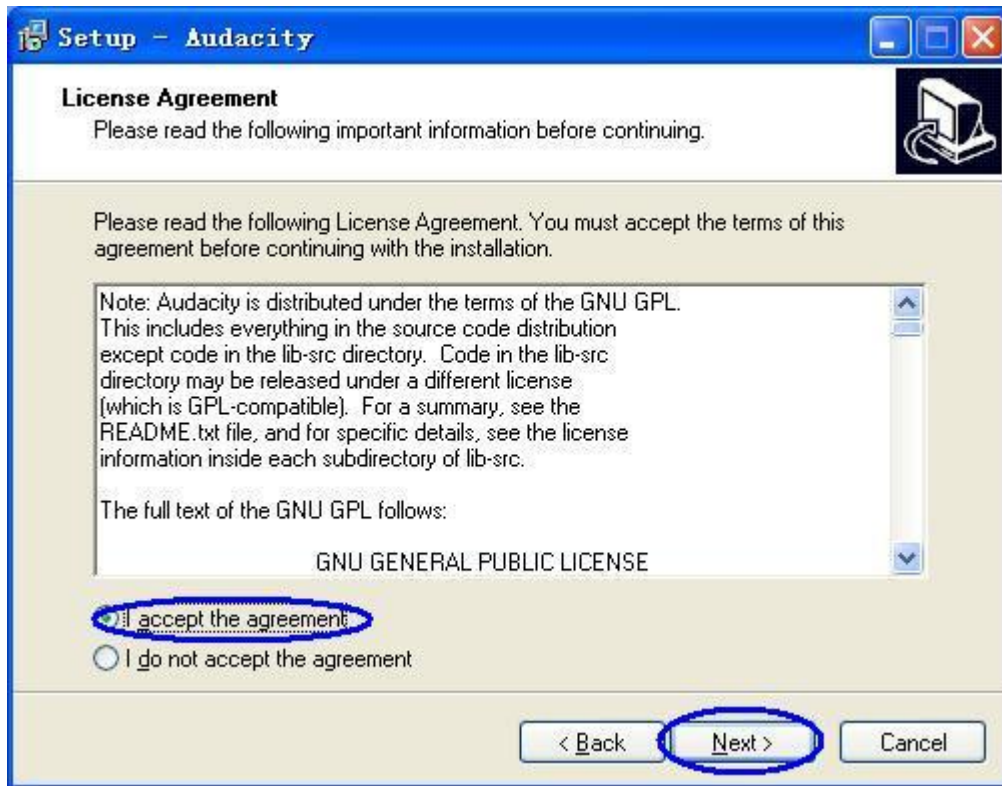 Setup - Audacity
License Agreement
Please read the following important information before continuing.
Please read the following License Agreement. You must accept the terms of this
agreement before continuing with the installation.
Note: Audacity is distributed under the terms of the GNU GPL.
This includes everything in the source code distribution
except code in the lib-src directory.  Code in the lib-src
directory may be released under a different license
(which is GPL-compatible).  For a summary, see the
README.txt file, and for specific details, see the license
information inside each subdirectory of lib-src.
The full text of the GNU GPL follows:
GNU GENERAL PUBLIC LICENSE
I accept the agreement
I do not accept the agreement
< Back
Next >
Cancel